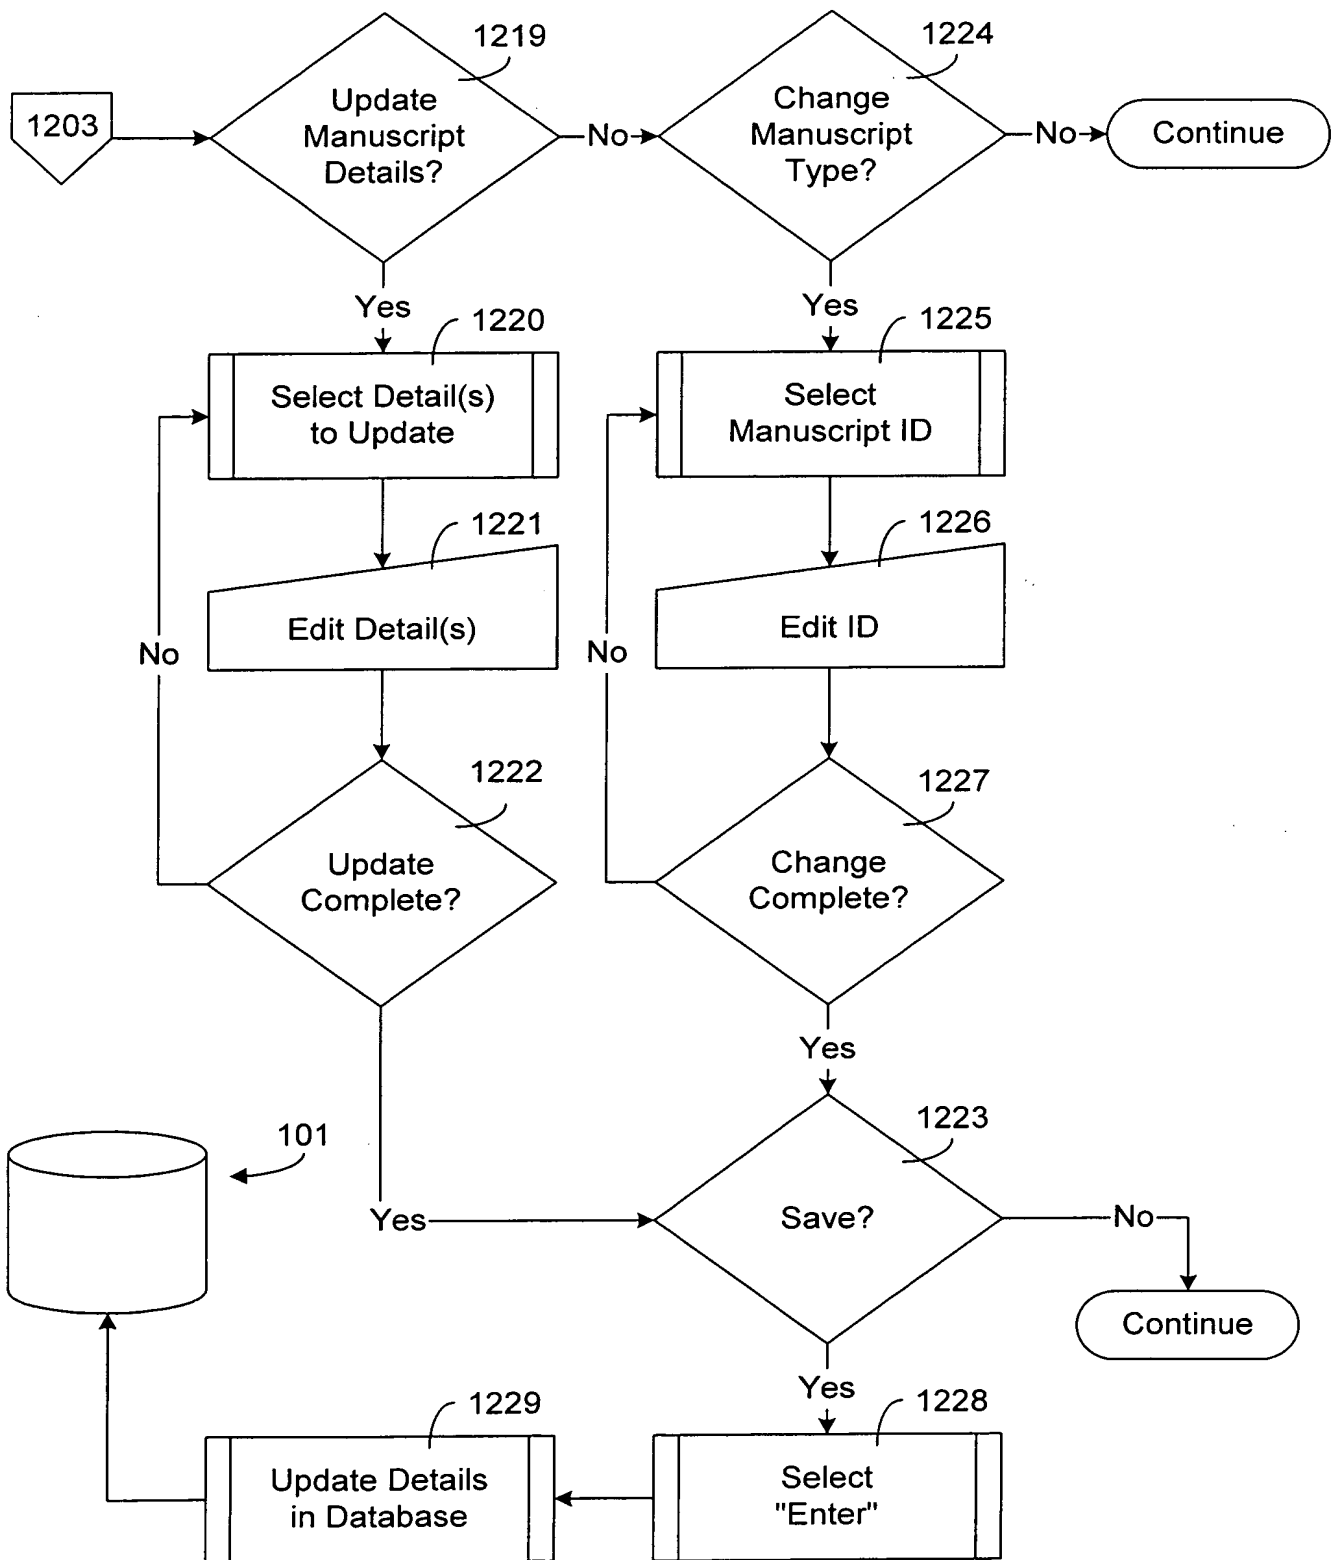 1219
1224
1203
Update
Manuscript
Details?
No
Change
Manuscript
Type?
No
Continue
Yes
Yes
1220
1225
Select Detail(s)
to Update
Select
Manuscript ID
1221
1226
Edit Detail(s)
Edit ID
No
No
1222
1227
Update
Complete?
Change
Complete?
Yes
101
1223
Yes
Save?
No
Continue
Yes
1229
1228
Update Details
in Database
Select
"Enter"